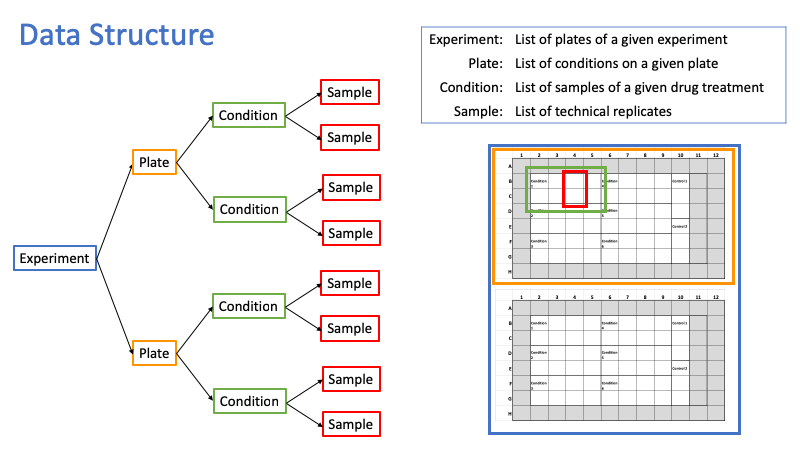 Data Structure
Experiment: List of plates of a given experiment
Plate: List of conditions on a given plate
Condition: List of samples of a given drug treatment
Sample: List of technical replicates
Sample
Condition
Sample
Plate
Sample
Condition
Sample
Experiment
Sample
Condition
Sample
Plate
Sample
Condition
Sample
1 2 3 4 5 6 7 8 9 10 11 12
A
B Condition Control 1
1
C
D
2 5
E Control 2
F Condition Condition
3 6
G
H
1 2 3 4 5 6 7 8 9 10 11 12
A
B Condition Condition Control 1
1 4
C
D Condition Condition
2 5
E Control 2
F Condition Condition
3 6
G
H